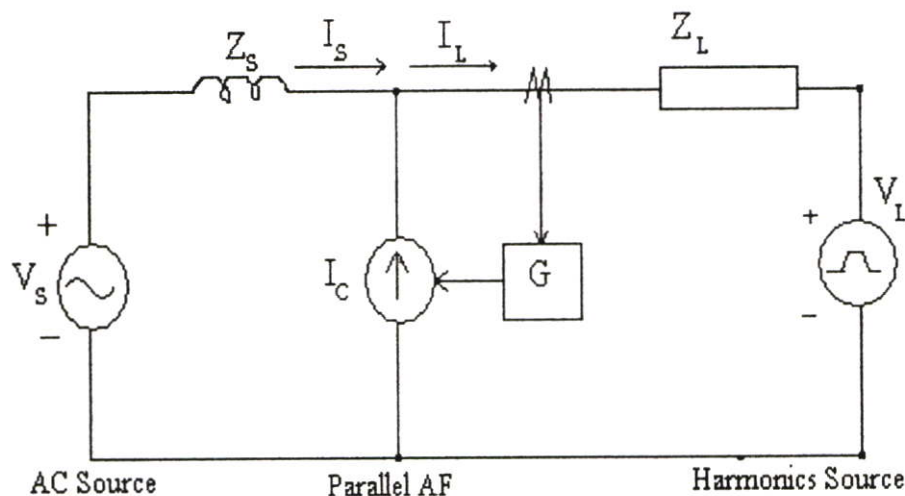 Z_S I_S I_L Z_L
+ V_S −
I_C
G
+ V_L −
AC Source Parallel AF Harmonics Source